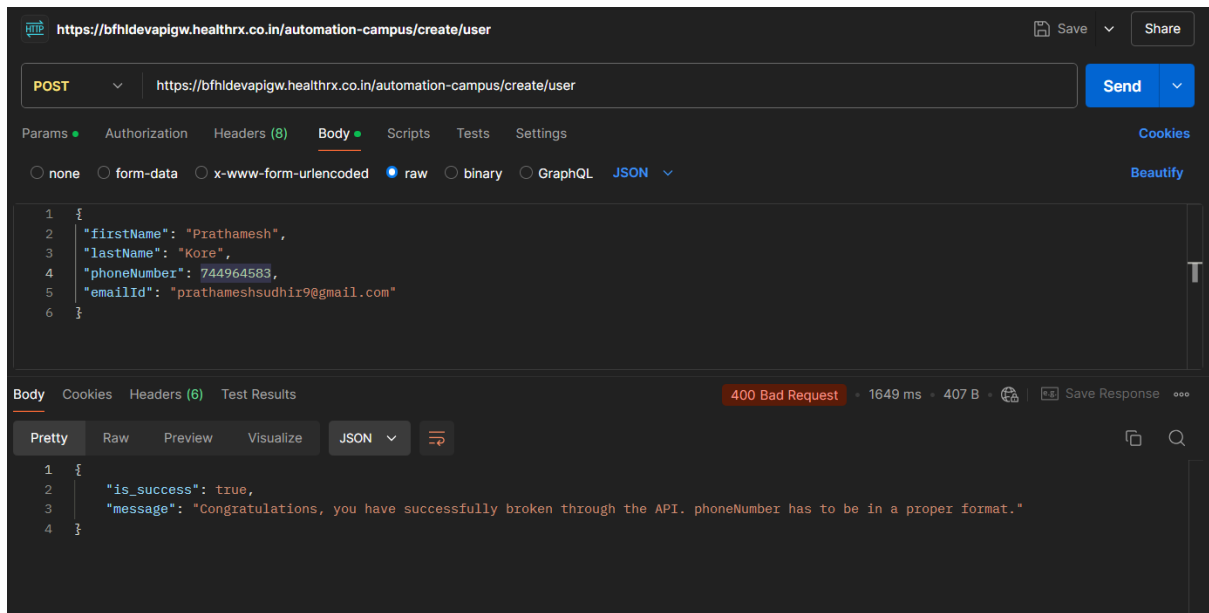 HTTP https://bfhldevapigw.healthrx.co.in/automation-campus/create/user Save Share
POST https://bfhldevapigw.healthrx.co.in/automation-campus/create/user Send
Params Authorization Headers (8) Body Scripts Tests Settings Cookies
none form-data x-www-form-urlencoded raw binary GraphQL JSON Beautify
1 {
2 "firstName": "Prathamesh",
3 "lastName": "Kore",
4 "phoneNumber": 744964583,
5 "emailId": "prathameshsudhir9@gmail.com"
6 }
T
Body Cookies Headers (6) Test Results 400 Bad Request • 1649 ms • 407 B • e.g. Save Response
Pretty Raw Preview Visualize JSON
1 {
2 "is_success": true,
3 "message": "Congratulations, you have successfully broken through the API. phoneNumber has to be in a proper format."
4 }